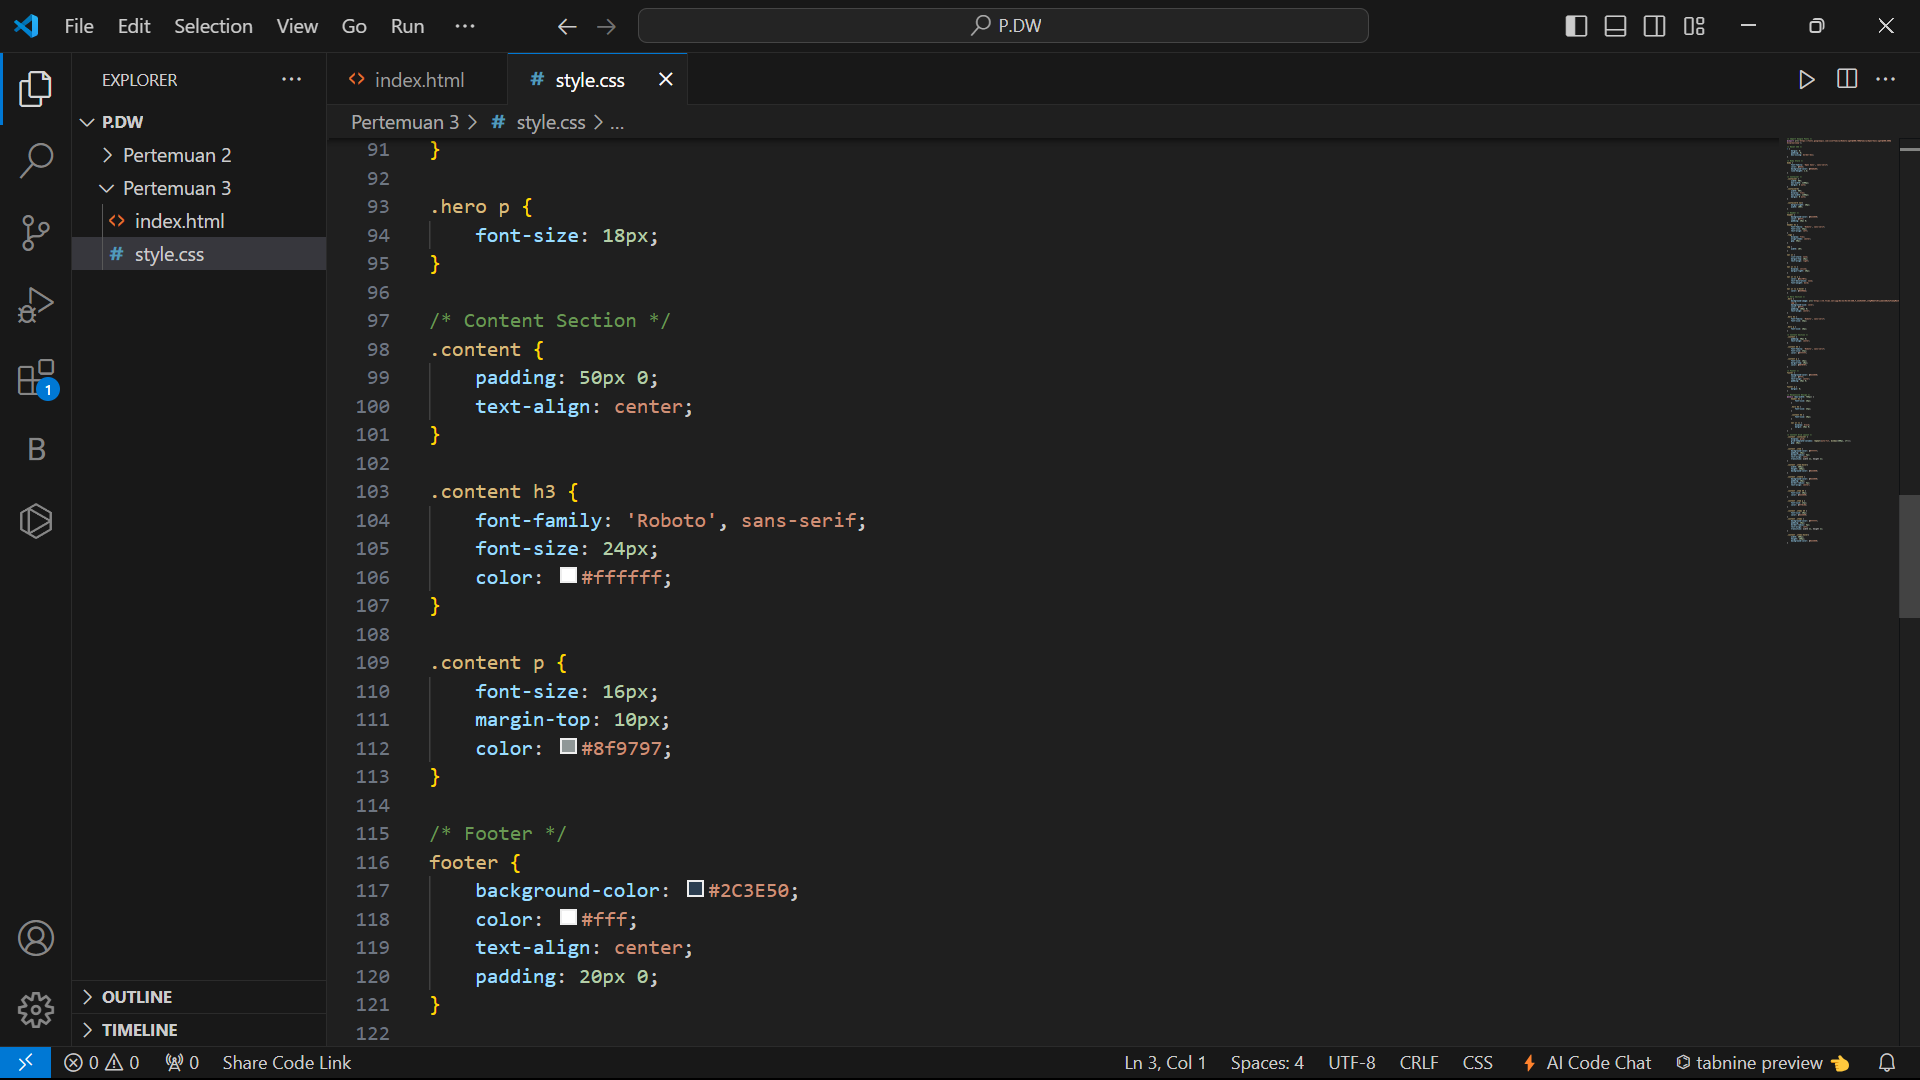 File Edit Selection View Go Run ···
P.DW
EXPLORER ···
P.DW
Pertemuan 2
Pertemuan 3
<> index.html
# style.css
OUTLINE
TIMELINE
1
B
<> index.html
# style.css
Pertemuan 3 > # style.css > ...
91 }
92
93 .hero p {
94     font-size: 18px;
95 }
96
97 /* Content Section */
98 .content {
99     padding: 50px 0;
100     text-align: center;
101 }
102
103 .content h3 {
104     font-family: 'Roboto', sans-serif;
105     font-size: 24px;
106     color: #ffffff;
107 }
108
109 .content p {
110     font-size: 16px;
111     margin-top: 10px;
112     color: #8f9797;
113 }
114
115 /* Footer */
116 footer {
117     background-color: #2C3E50;
118     color: #fff;
119     text-align: center;
120     padding: 20px 0;
121 }
122
0 0 0 Share Code Link Ln 3, Col 1 Spaces: 4 UTF-8 CRLF CSS AI Code Chat tabnine preview